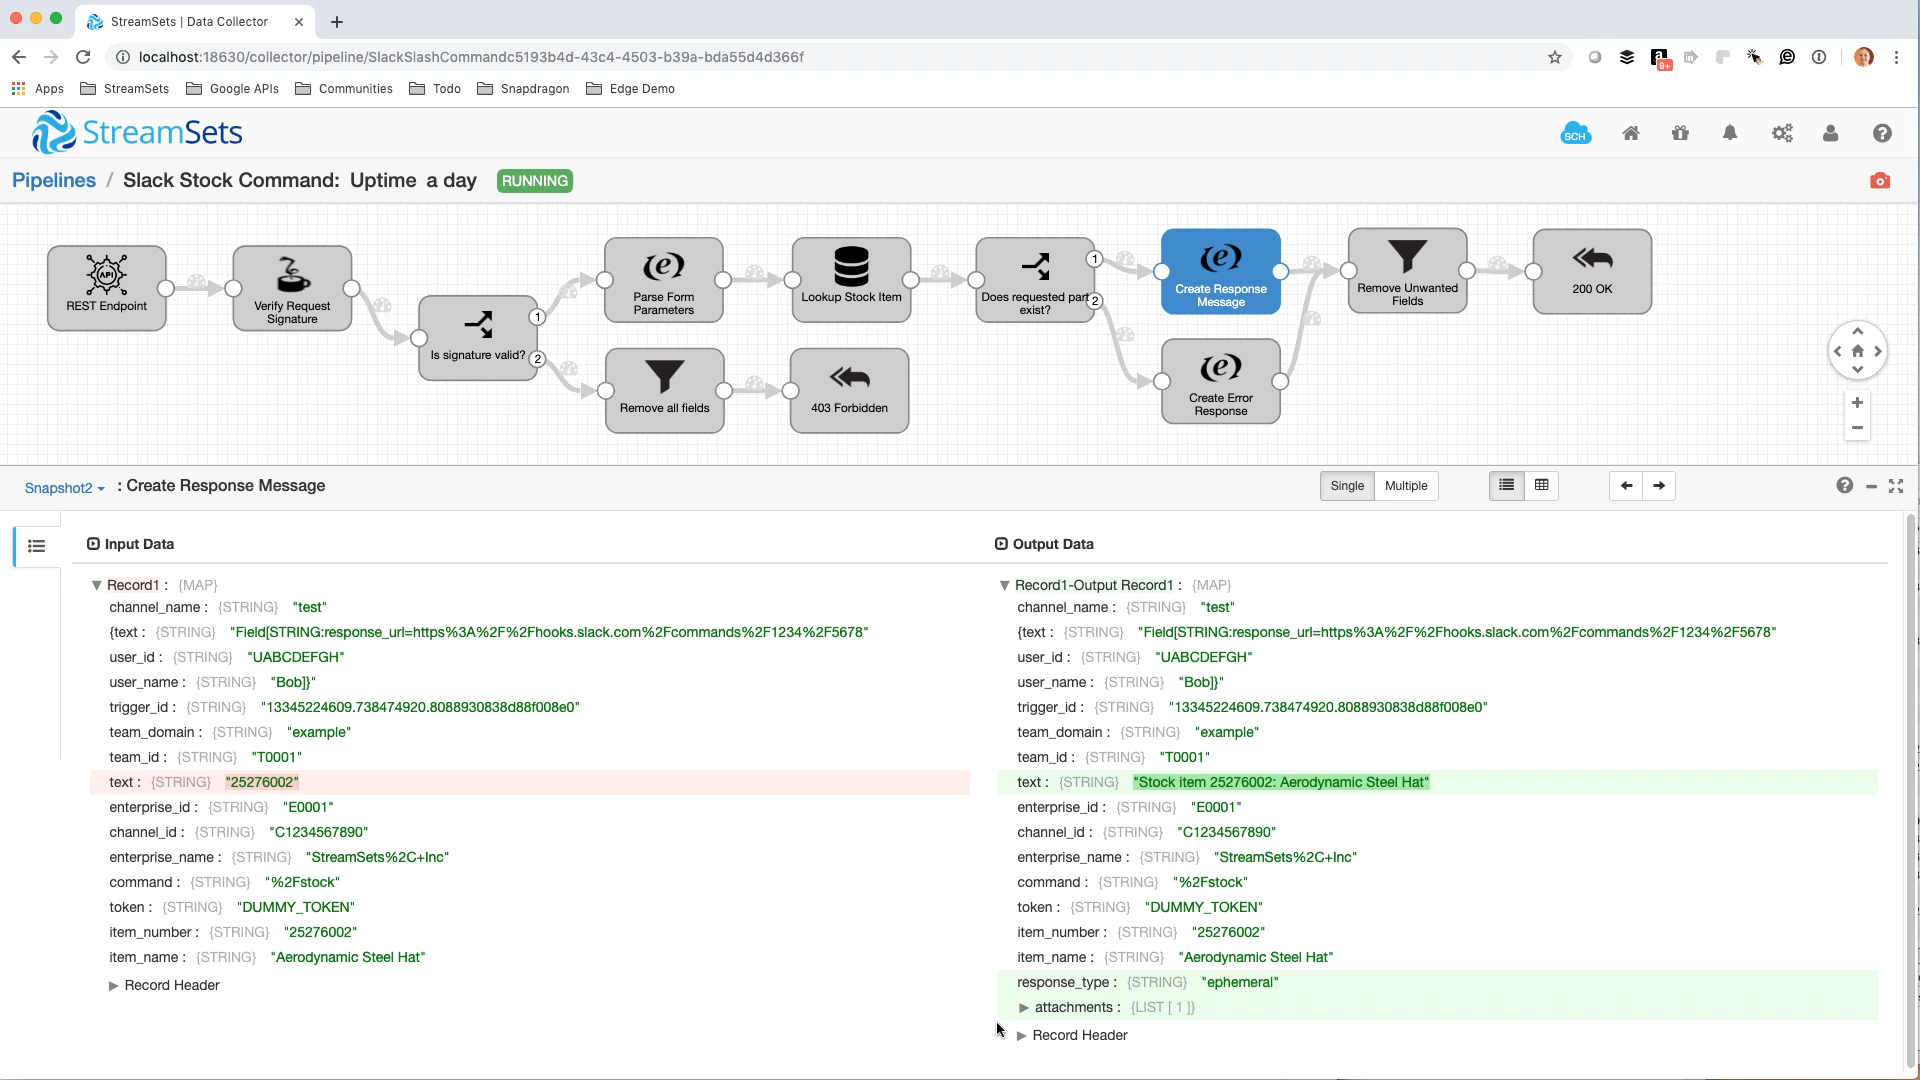 StreamSets | Data Collector
localhost:18630/collector/pipeline/SlackSlashCommandc5193b4d-43c4-4503-b39a-bda55d4d366f
9+
Apps StreamSets Google APIs Communities Todo Snapdragon Edge Demo
StreamSets
SCH
Pipelines / Slack Stock Command: Uptime a day RUNNING
API
REST Endpoint
Verify Request
Signature
Is signature valid?
1
2
Parse Form
Parameters
Lookup Stock Item
Does requested part
exist?
1
2
Create Response
Message
Remove Unwanted
Fields
200 OK
Remove all fields
403 Forbidden
Create Error
Response
Snapshot2 : Create Response Message
Single Multiple
Input Data
Record1 : {MAP}
channel_name : {STRING} "test"
{text : {STRING} "Field[STRING:response_url=https%3A%2F%2Fhooks.slack.com%2Fcommands%2F1234%2F5678"
user_id : {STRING} "UABCDEFGH"
user_name : {STRING} "Bob]}"
trigger_id : {STRING} "13345224609.738474920.8088930838d88f008e0"
team_domain : {STRING} "example"
team_id : {STRING} "T0001"
text : {STRING} "25276002"
enterprise_id : {STRING} "E0001"
channel_id : {STRING} "C1234567890"
enterprise_name : {STRING} "StreamSets%2C+Inc"
command : {STRING} "%2Fstock"
token : {STRING} "DUMMY_TOKEN"
item_number : {STRING} "25276002"
item_name : {STRING} "Aerodynamic Steel Hat"
Record Header
Output Data
Record1-Output Record1 : {MAP}
channel_name : {STRING} "test"
{text : {STRING} "Field[STRING:response_url=https%3A%2F%2Fhooks.slack.com%2Fcommands%2F1234%2F5678"
user_id : {STRING} "UABCDEFGH"
user_name : {STRING} "Bob]}"
trigger_id : {STRING} "13345224609.738474920.8088930838d88f008e0"
team_domain : {STRING} "example"
team_id : {STRING} "T0001"
text : {STRING} "Stock item 25276002: Aerodynamic Steel Hat"
enterprise_id : {STRING} "E0001"
channel_id : {STRING} "C1234567890"
enterprise_name : {STRING} "StreamSets%2C+Inc"
command : {STRING} "%2Fstock"
token : {STRING} "DUMMY_TOKEN"
item_number : {STRING} "25276002"
item_name : {STRING} "Aerodynamic Steel Hat"
response_type : {STRING} "ephemeral"
attachments : {LIST [ 1 ]}
Record Header